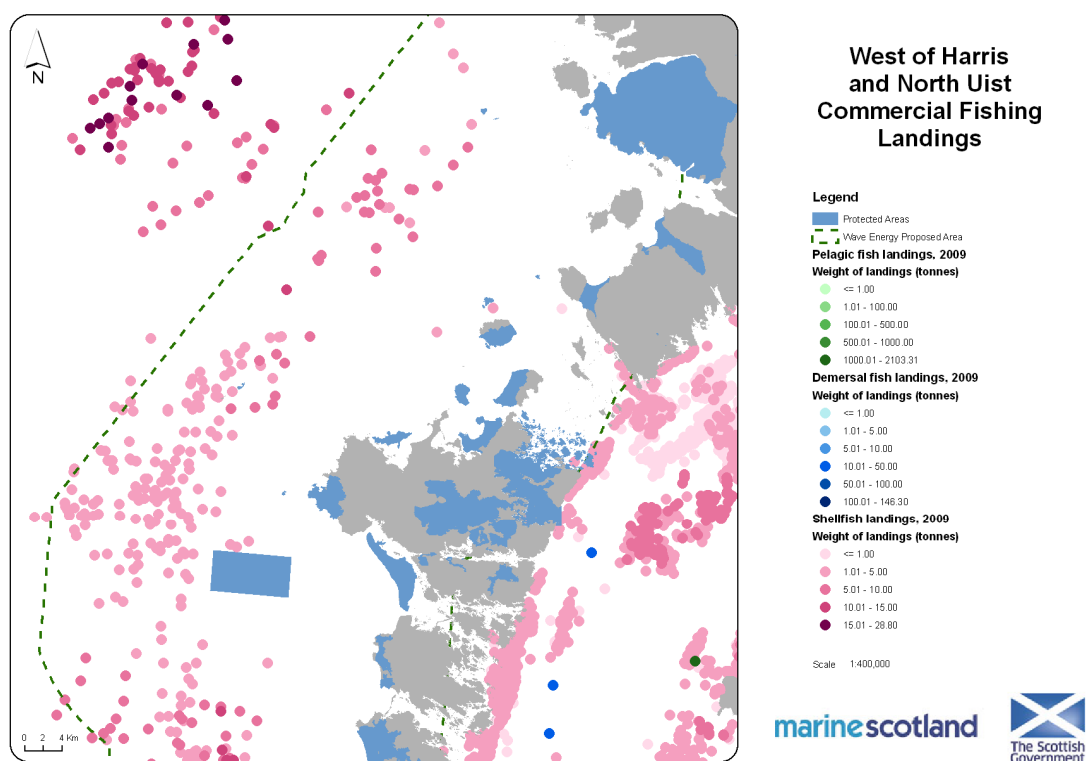 N
0 2 4 Km
West of Harris
and North Uist
Commercial Fishing
Landings
Legend
Protected Areas
Wave Energy Proposed Area
Pelagic fish landings, 2009
Weight of landings (tonnes)
<= 1.00
1.01 - 100.00
100.01 - 500.00
500.01 - 1000.00
1000.01 - 2103.31
Demersal fish landings, 2009
Weight of landings (tonnes)
<= 1.00
1.01 - 5.00
5.01 - 10.00
10.01 - 50.00
50.01 - 100.00
100.01 - 146.30
Shellfish landings, 2009
Weight of landings (tonnes)
<= 1.00
1.01 - 5.00
5.01 - 10.00
10.01 - 15.00
15.01 - 28.80
Scale 1:400,000
marinescotland
The Scottish
Government